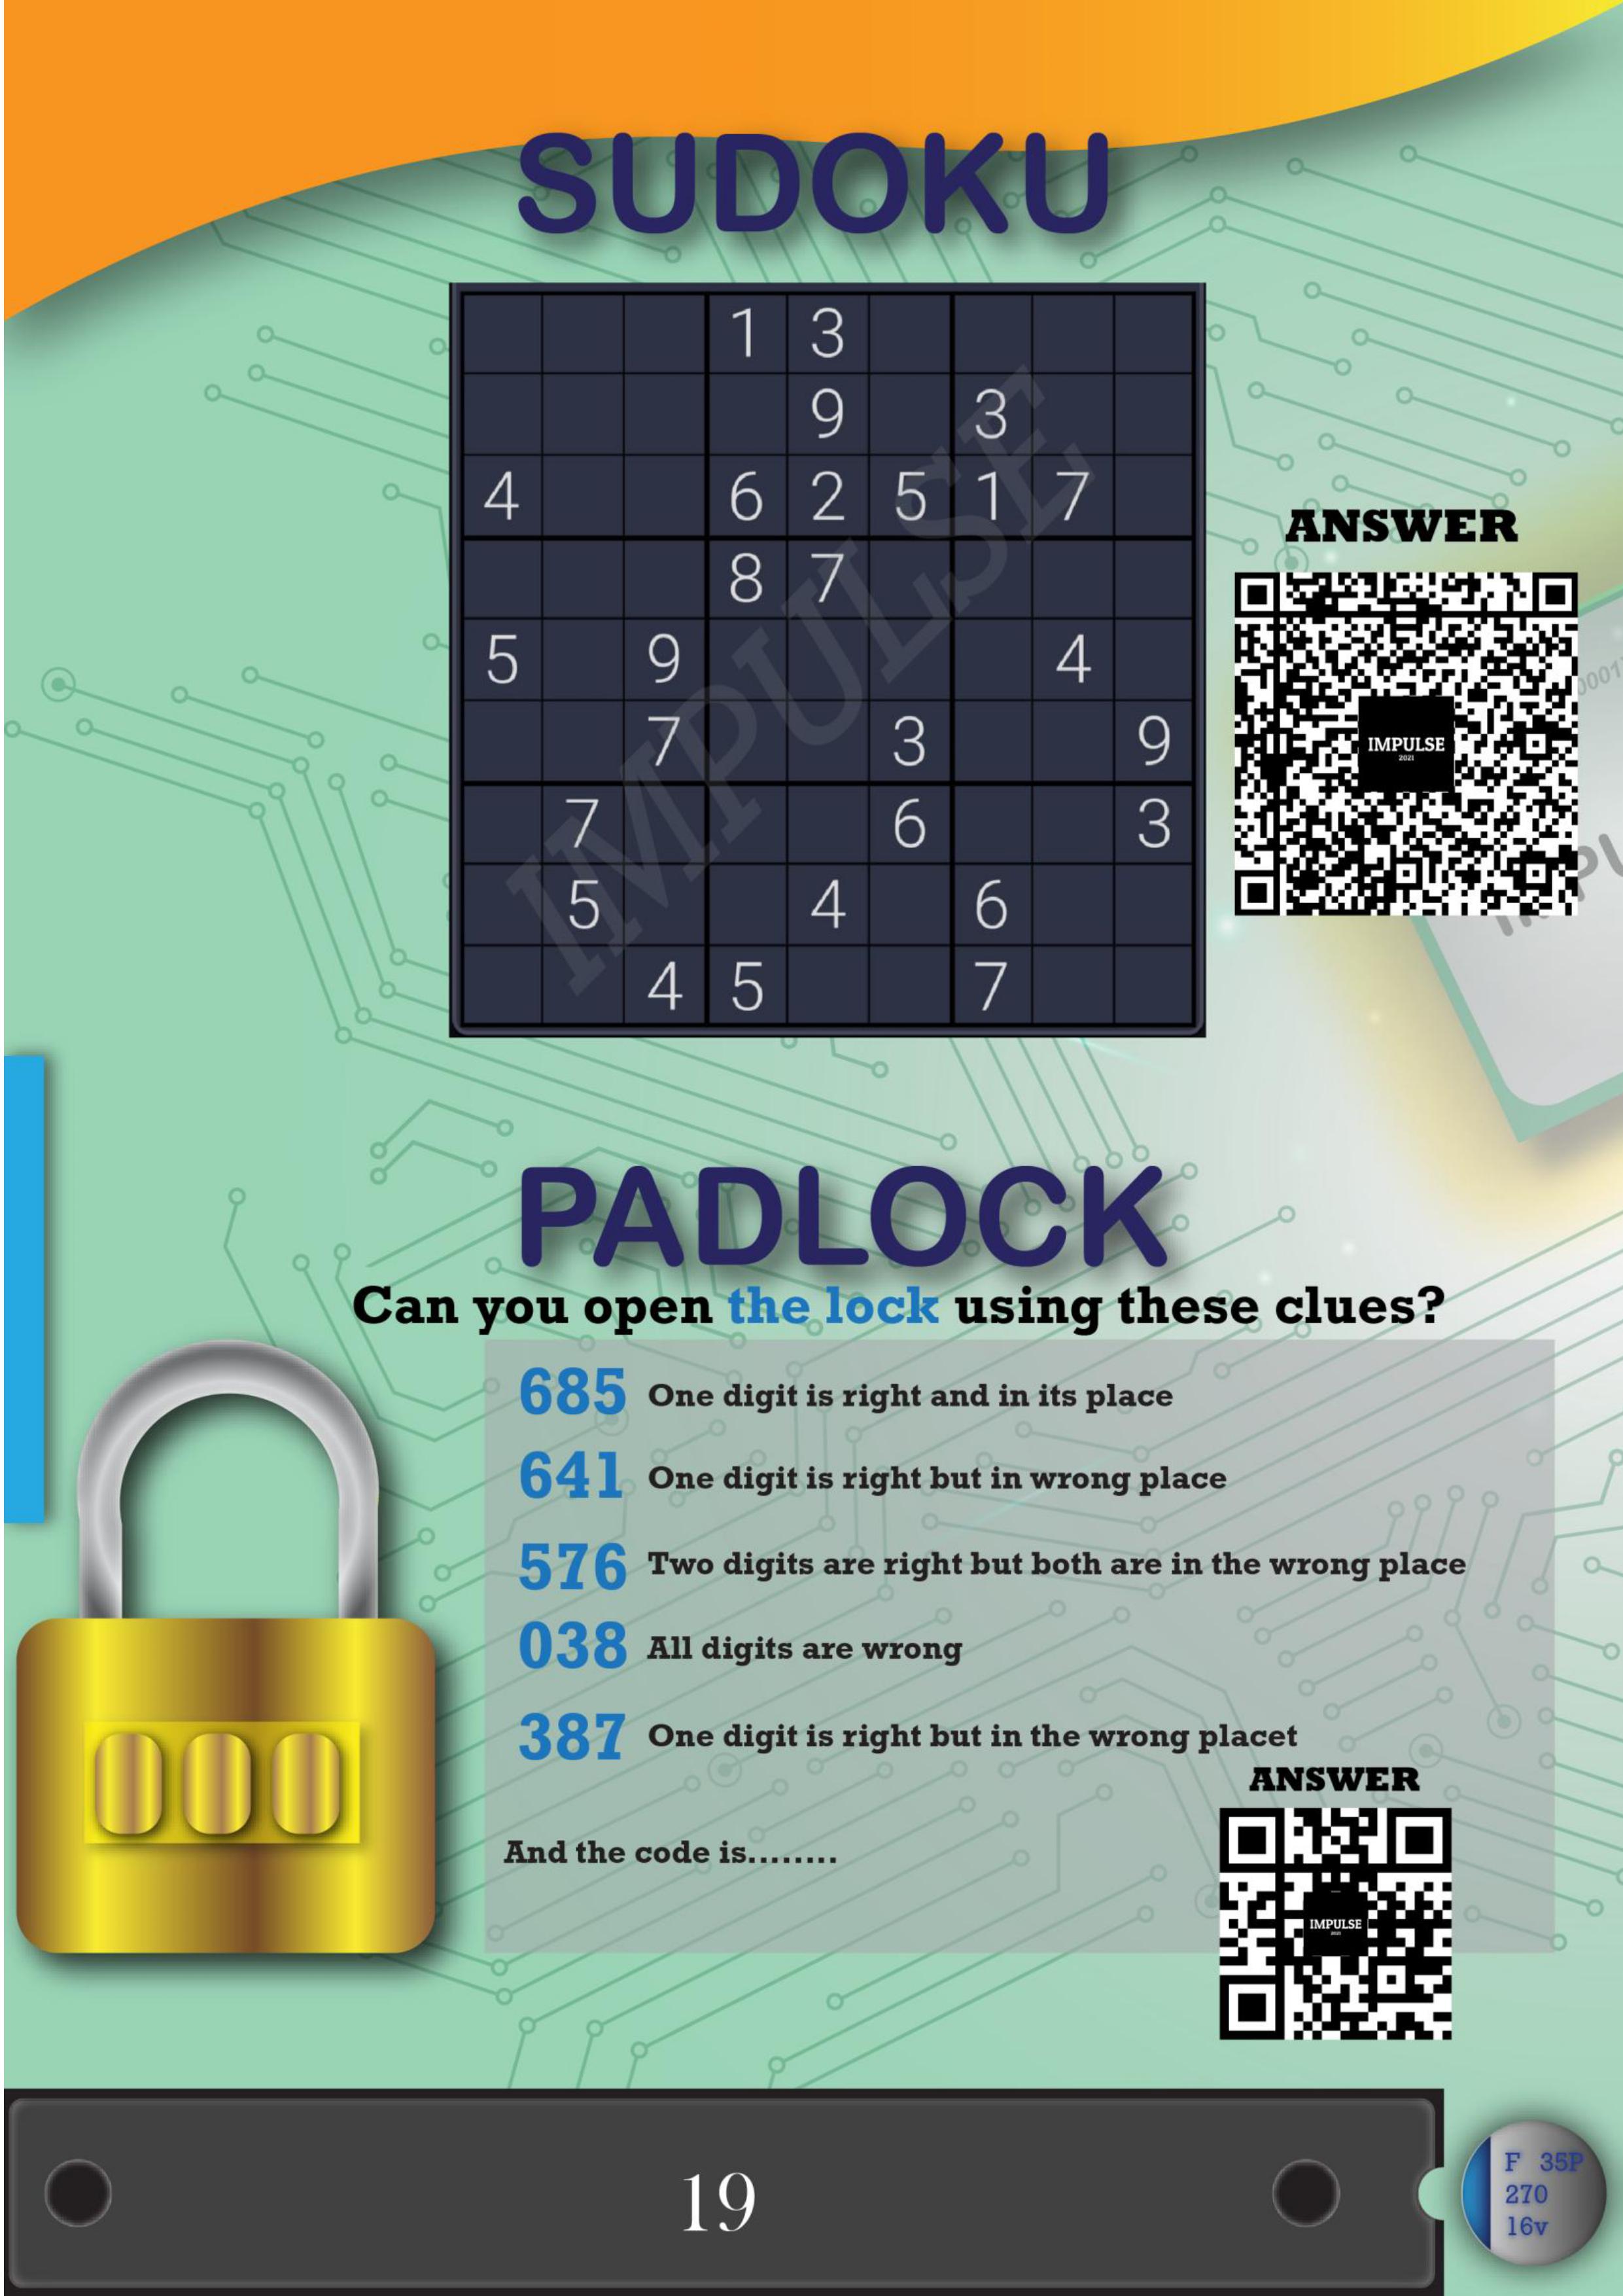 SUDOKU
1 3
9 3
4 6 2 5 1 7
8 7
5 9 4
7 3 9
7 6 3
5 4 6
4 5 7
IMPULSE
ANSWER
IMPULSE
2021
PADLOCK
Can you open the lock using these clues?
685 One digit is right and in its place
641 One digit is right but in wrong place
576 Two digits are right but both are in the wrong place
038 All digits are wrong
387 One digit is right but in the wrong placet
ANSWER
And the code is........
IMPULSE
2021
19
F 35P
270
16v